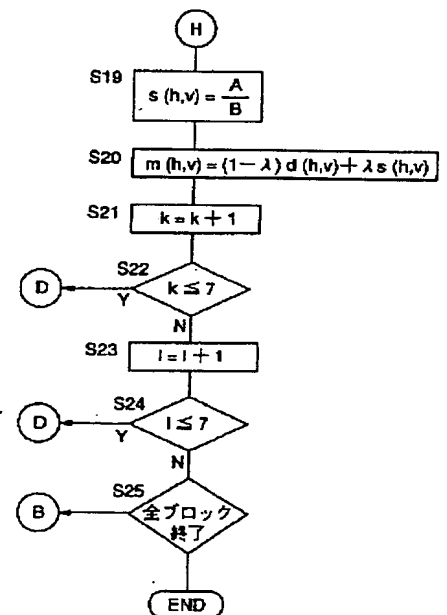 H
S19
s (h,v) = A
B
S20
m (h,v) = (1－λ) d (h,v)＋λ s (h,v)
S21
k = k + 1
S22
D
Y
k ≦ 7
N
S23
l = l + 1
S24
D
Y
l ≦ 7
N
S25
B
全ブロック
終了
END